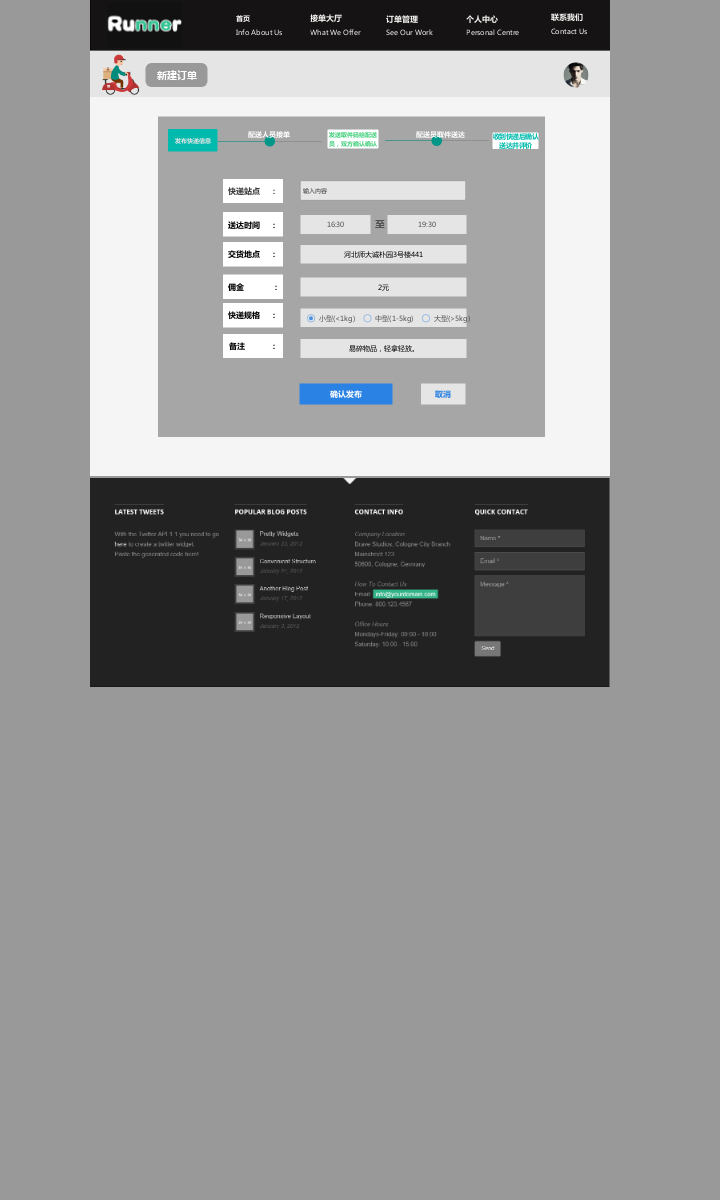 Runner
首页
Info About Us
接单大厅
What We Offer
订单管理
See Our Work
个人中心
Personal Centre
联系我们
Contact Us
新建订单
发布快递信息
配送人员接单
发送取件码给配送
员，双方确认确认
配送员取件送达
收到快递后确认
送达并评价
快递站点 ：
输入内容
送达时间 ：
16:30 至 19:30
交货地点 ：
河北师大诚朴园3号楼441
佣金 ：
2元
快递规格 ：
小型(<1kg) 中型(1-5kg) 大型(>5kg)
备注 ：
易碎物品，轻拿轻放。
确认发布 取消
LATEST TWEETS
With the Twitter API 1.1 you need to go
here to create a twitter widget.
Paste the generated code here!
POPULAR BLOG POSTS
Pretty Widgets
January 23, 2012
Convenient Structure
Another Blog Post
January 17, 2012
Responsive Layout
January 3, 2012
CONTACT INFO
Company Location
Brave Studiov, Cologne City Branch
Mainstreet 123
50800, Cologne, Germany
How To Contact Us
Email: info@yourdomain.com
Phone: 800 123 4567
Office Hours
Mondays-Friday: 09:00 - 18:00
Saturday: 10:00 - 15:00
QUICK CONTACT
Name *
Email *
Message *
Send